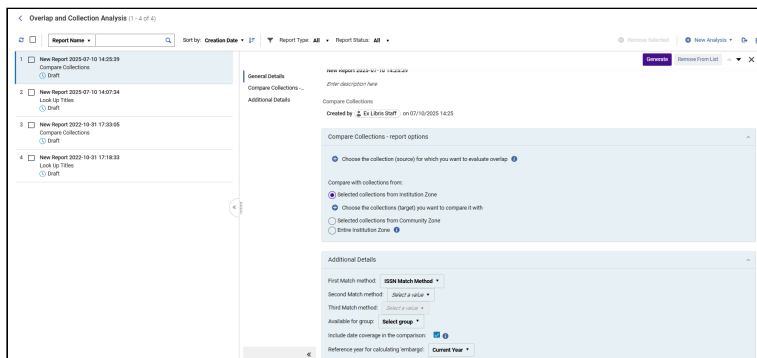 Overlap and Collection Analysis (1 - 4 of 4)
Report Name
Sort by: Creation Date
Report Type: All
Report Status: All
Remove Selected
New Analysis
1 New Report 2025-07-10 14:25:39
Compare Collections
Draft
2 New Report 2025-07-10 14:07:34
Look Up Titles
Draft
3 New Report 2022-10-31 17:33:05
Compare Collections
Draft
4 New Report 2022-10-31 17:18:33
Look Up Titles
Draft
Generate
Remove From List
General Details
Compare Collections -...
Additional Details
New Report 2025-07-10 14:25:39
Enter description here
Compare Collections
Created by Ex Libris Staff on 07/10/2025 14:25
Compare Collections - report options
Choose the collection (source) for which you want to evaluate overlap
Compare with collections from:
Selected collections from Institution Zone
Choose the collections (target) you want to compare it with
Selected collections from Community Zone
Entire Institution Zone
Additional Details
First Match method: ISSN Match Method
Second Match method: Select a value
Third Match method: Select a value
Available for group: Select group
Include date coverage in the comparison:
Reference year for calculating 'embargo': Current Year